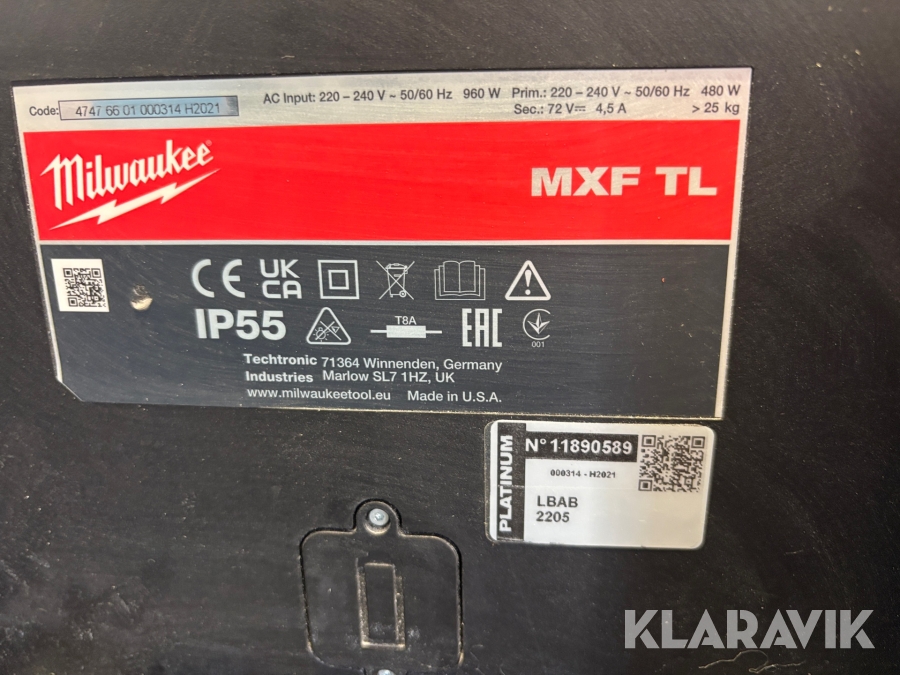 Code: 4747 66 01 000314 H2021
AC Input: 220 – 240 V ~ 50/60 Hz 960 W
Prim.: 220 – 240 V ~ 50/60 Hz 480 W
Sec.: 72 V⎓ 4,5 A > 25 kg
Milwaukee
MXF TL
CE UK CA
IP55
T8A
EAC
001
Techtronic Industries
71364 Winnenden, Germany
Marlow SL7 1HZ, UK
www.milwaukeetool.eu Made in U.S.A.
PLATINUM
N° 11890589
000314 - H2021
LBAB
2205
KLARAVIK